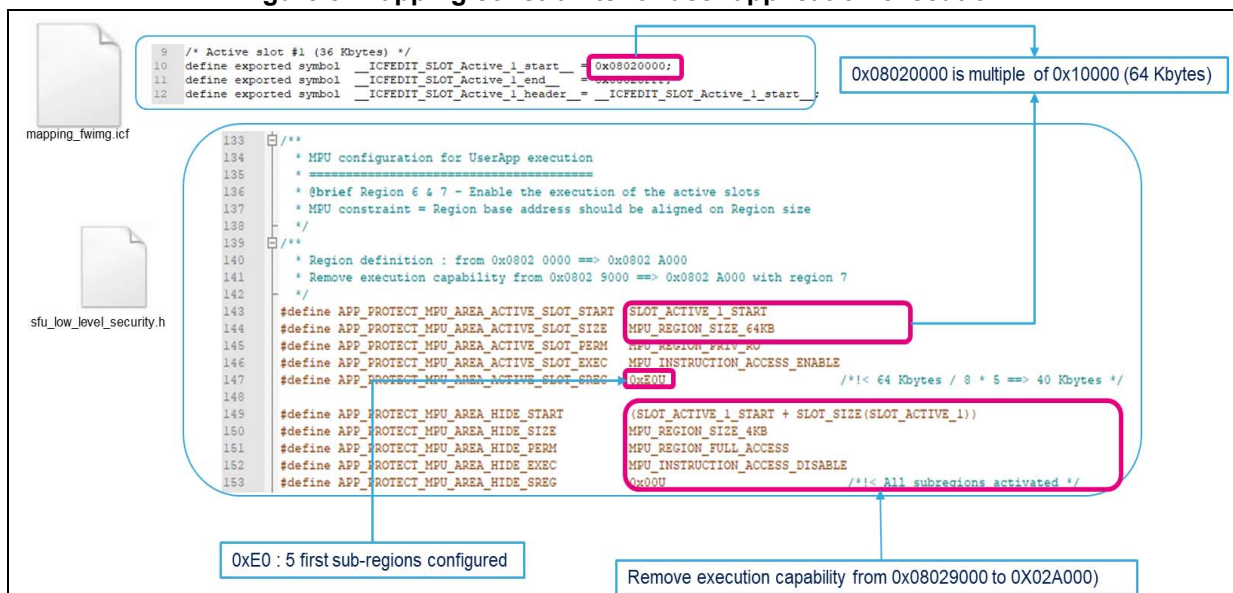 9 /* Active slot #1 (36 Kbytes) */
10 define exported symbol __ICFEDIT_SLOT_Active_1_start__ = 0x08020000;
11 define exported symbol __ICFEDIT_SLOT_Active_1_end__ =
12 define exported symbol __ICFEDIT_SLOT_Active_1_header__= __ICFEDIT_SLOT_Active_1_start__;
0x08020000 is multiple of 0x10000 (64 Kbytes)
mapping_fwimg.icf
133 /**
134 * MPU configuration for UserApp execution
135 * =====================================
136 * @brief Region 6 & 7 - Enable the execution of the active slots
137 * MPU constraint = Region base address should be aligned on Region size
138 */
139 /**
140 * Region definition : from 0x0802 0000 ==> 0x0802 A000
141 * Remove execution capability from 0x0802 9000 ==> 0x0802 A000 with region 7
142 */
sfu_low_level_security.h
143 #define APP_PROTECT_MPU_AREA_ACTIVE_SLOT_START SLOT_ACTIVE_1_START
144 #define APP_PROTECT_MPU_AREA_ACTIVE_SLOT_SIZE MPU_REGION_SIZE_64KB
145 #define APP_PROTECT_MPU_AREA_ACTIVE_SLOT_PERM MPU_REGION_PRIV_RO
146 #define APP_PROTECT_MPU_AREA_ACTIVE_SLOT_EXEC MPU_INSTRUCTION_ACCESS_ENABLE
147 #define APP_PROTECT_MPU_AREA_ACTIVE_SLOT_SREG 0xE0U /*!< 64 Kbytes / 8 * 5 ==> 40 Kbytes */
148
149 #define APP_PROTECT_MPU_AREA_HIDE_START (SLOT_ACTIVE_1_START + SLOT_SIZE(SLOT_ACTIVE_1))
150 #define APP_PROTECT_MPU_AREA_HIDE_SIZE MPU_REGION_SIZE_4KB
151 #define APP_PROTECT_MPU_AREA_HIDE_PERM MPU_REGION_FULL_ACCESS
152 #define APP_PROTECT_MPU_AREA_HIDE_EXEC MPU_INSTRUCTION_ACCESS_DISABLE
153 #define APP_PROTECT_MPU_AREA_HIDE_SREG 0x00U /*!< All subregions activated */
0xE0 : 5 first sub-regions configured
Remove execution capability from 0x08029000 to 0X02A000)